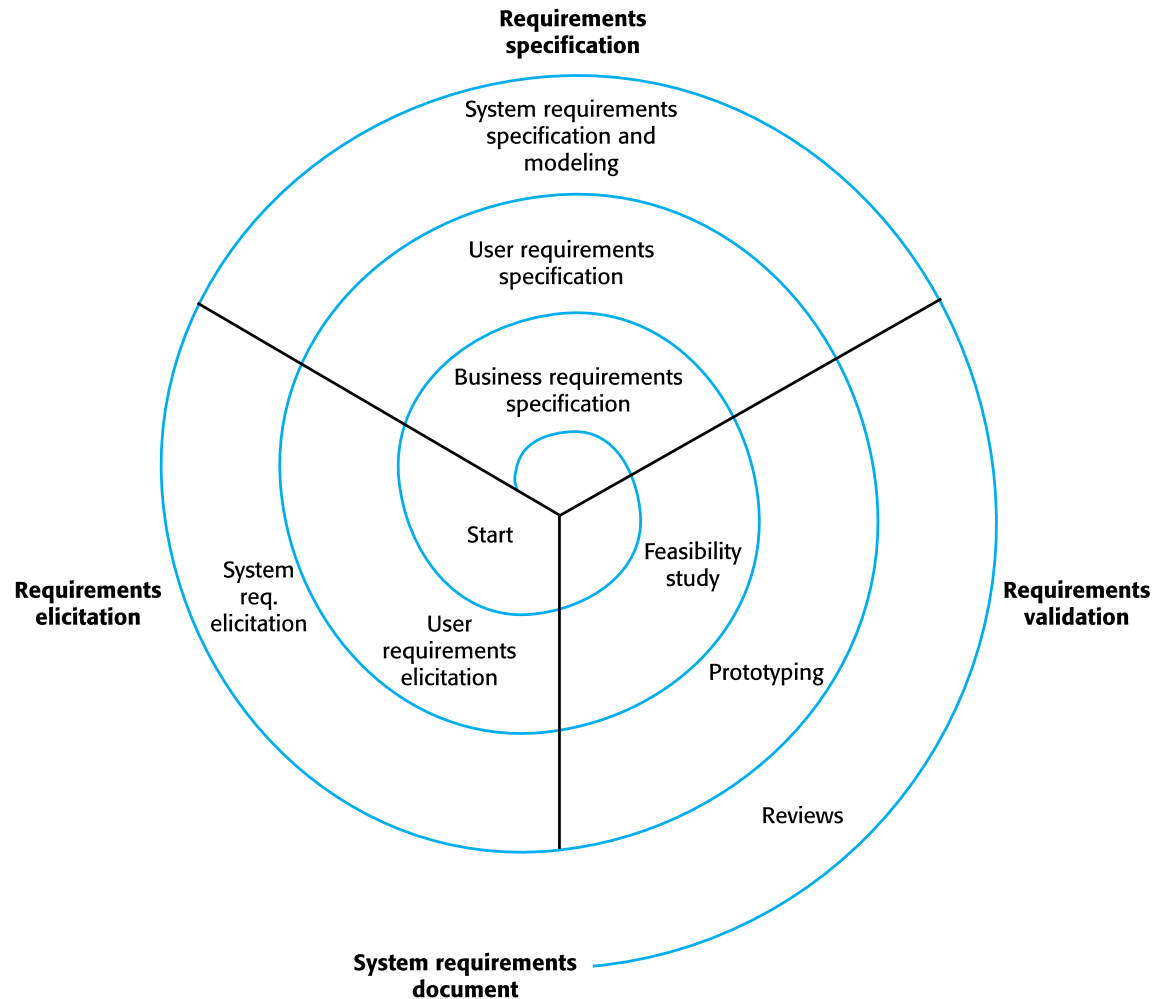 Requirements
specification
System requirements
specification and
modeling
User requirements
specification
Business requirements
specification
Start
Feasibility
study
System
req.
elicitation
Requirements
elicitation
Requirements
validation
User
requirements
elicitation
Prototyping
Reviews
System requirements
document